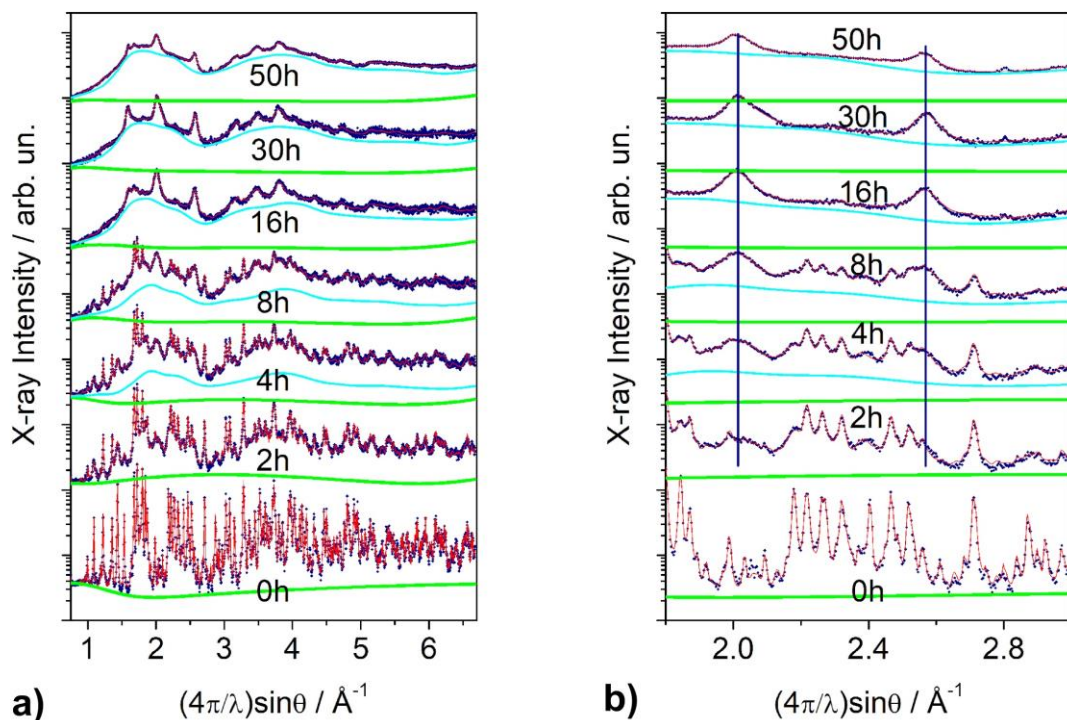 X-ray Intensity / arb. un.
50h
30h
16h
8h
4h
2h
0h
1 2 3 4 5 6
(4π/λ)sinθ / Å⁻¹
a)
X-ray Intensity / arb. un.
50h
30h
16h
8h
4h
2h
0h
2.0 2.4 2.8
(4π/λ)sinθ / Å⁻¹
b)